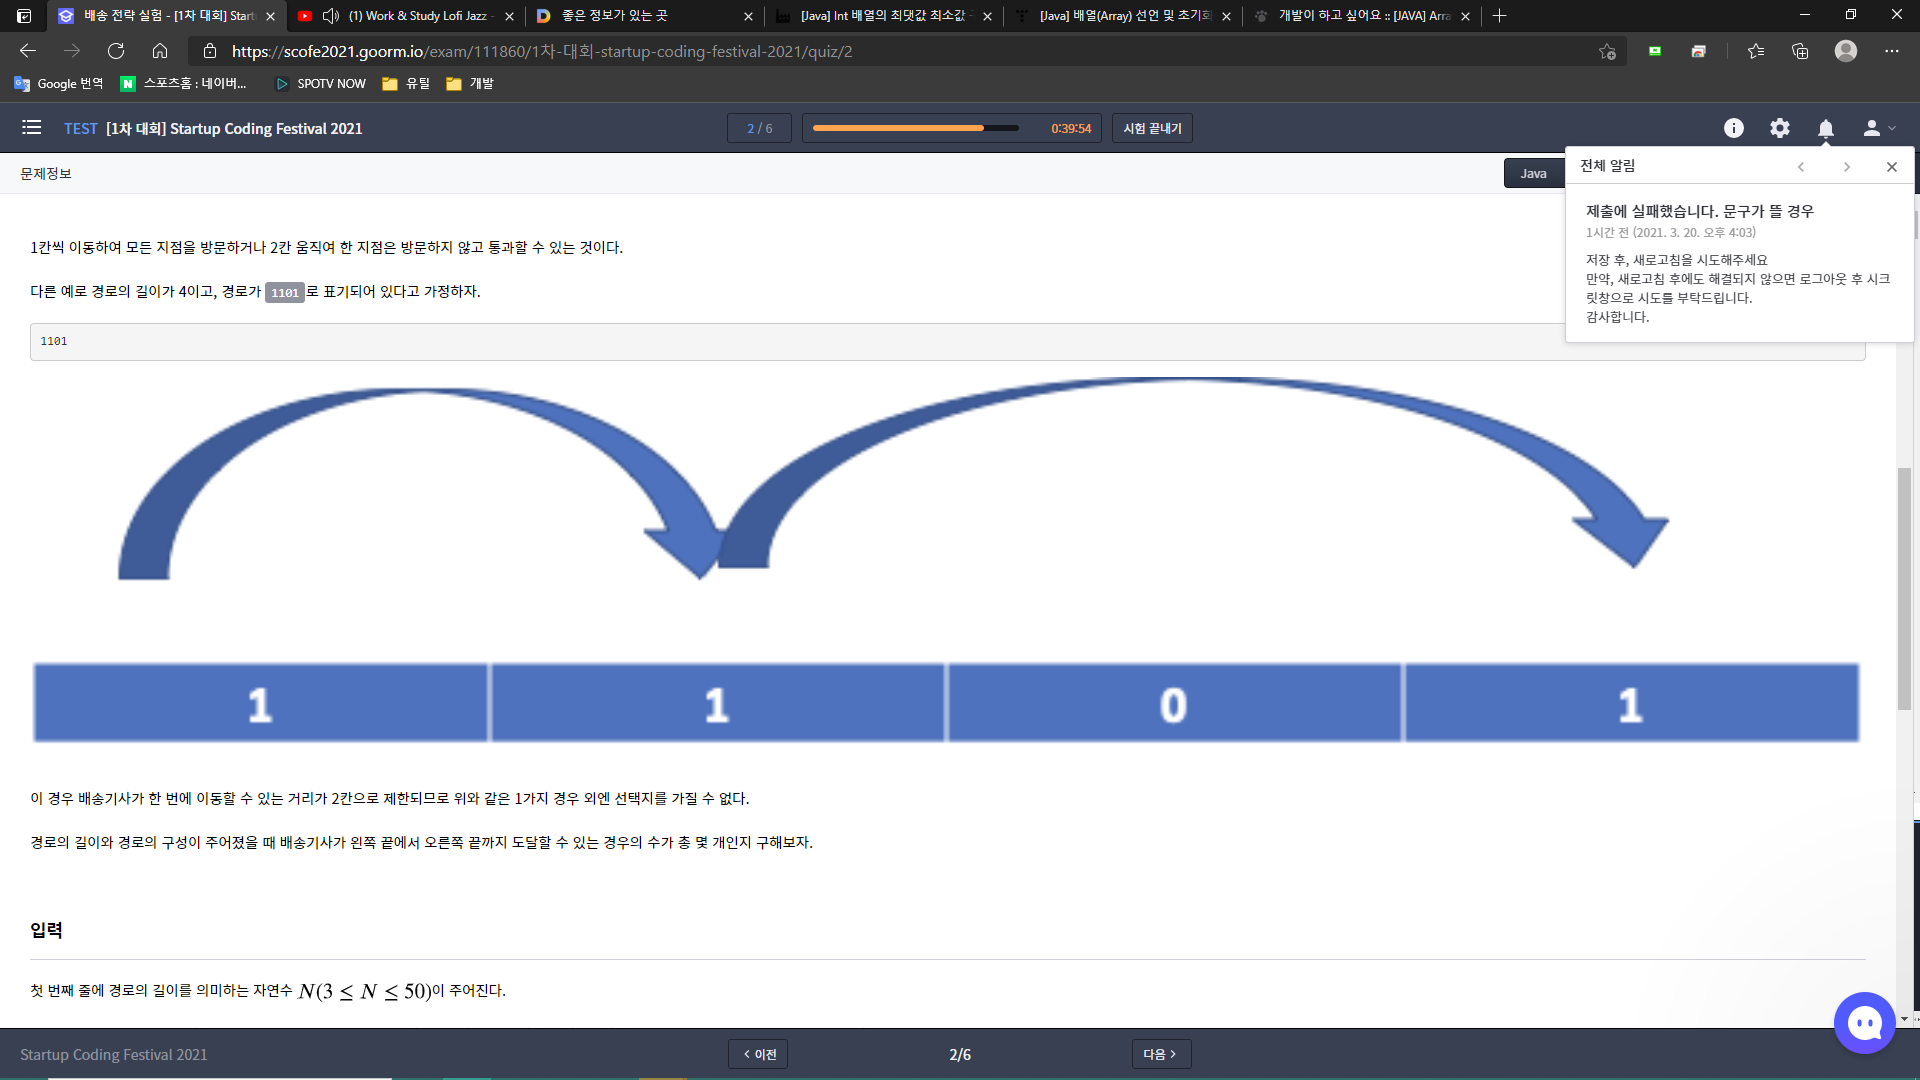 배송 전략 실험 - [1차 대회] Start
(1) Work & Study Lofi Jazz -
좋은 정보가 있는 곳
[Java] Int 배열의 최댓값 최소값
[Java] 배열(Array) 선언 및 초기화
개발이 하고 싶어요 :: [JAVA] Arra
https://scofe2021.goorm.io/exam/111860/1차-대회-startup-coding-festival-2021/quiz/2
Google 번역
스포츠홈 : 네이버...
SPOTV NOW
유틸
개발
TEST [1차 대회] Startup Coding Festival 2021
2 / 6
0:39:54
시험 끝내기
문제정보
Java
전체 알림
제출에 실패했습니다. 문구가 뜰 경우
1시간 전 (2021. 3. 20. 오후 4:03)
저장 후, 새로고침을 시도해주세요
만약, 새로고침 후에도 해결되지 않으면 로그아웃 후 시크
릿창으로 시도를 부탁드립니다.
감사합니다.
1칸씩 이동하여 모든 지점을 방문하거나 2칸 움직여 한 지점은 방문하지 않고 통과할 수 있는 것이다.
다른 예로 경로의 길이가 4이고, 경로가 1101로 표기되어 있다고 가정하자.
1101
1 1 0 1
이 경우 배송기사가 한 번에 이동할 수 있는 거리가 2칸으로 제한되므로 위와 같은 1가지 경우 외엔 선택지를 가질 수 없다.
경로의 길이와 경로의 구성이 주어졌을 때 배송기사가 왼쪽 끝에서 오른쪽 끝까지 도달할 수 있는 경우의 수가 총 몇 개인지 구해보자.
입력
첫 번째 줄에 경로의 길이를 의미하는 자연수 N(3 ≤ N ≤ 50)이 주어진다.
Startup Coding Festival 2021
이전
2/6
다음